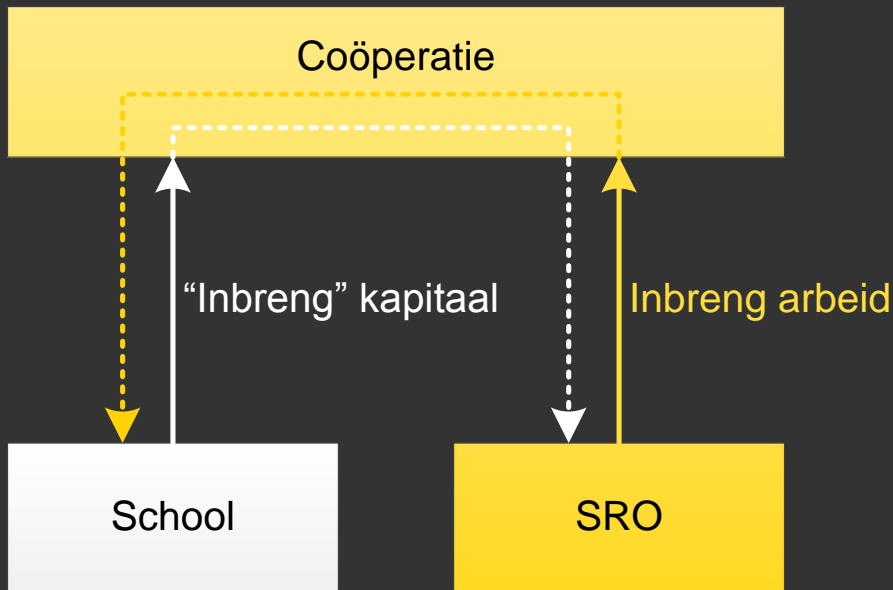 Coöperatie
“Inbreng” kapitaal
Inbreng arbeid
School
SRO